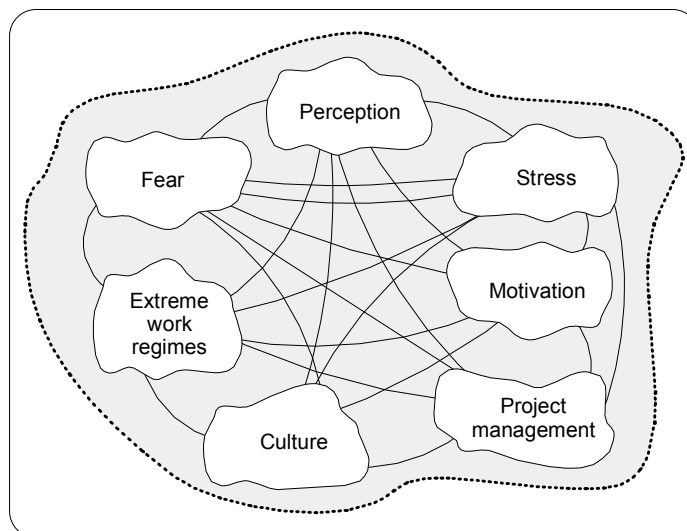 Perception
Fear
Stress
Extreme
work
regimes
Motivation
Culture
Project
management